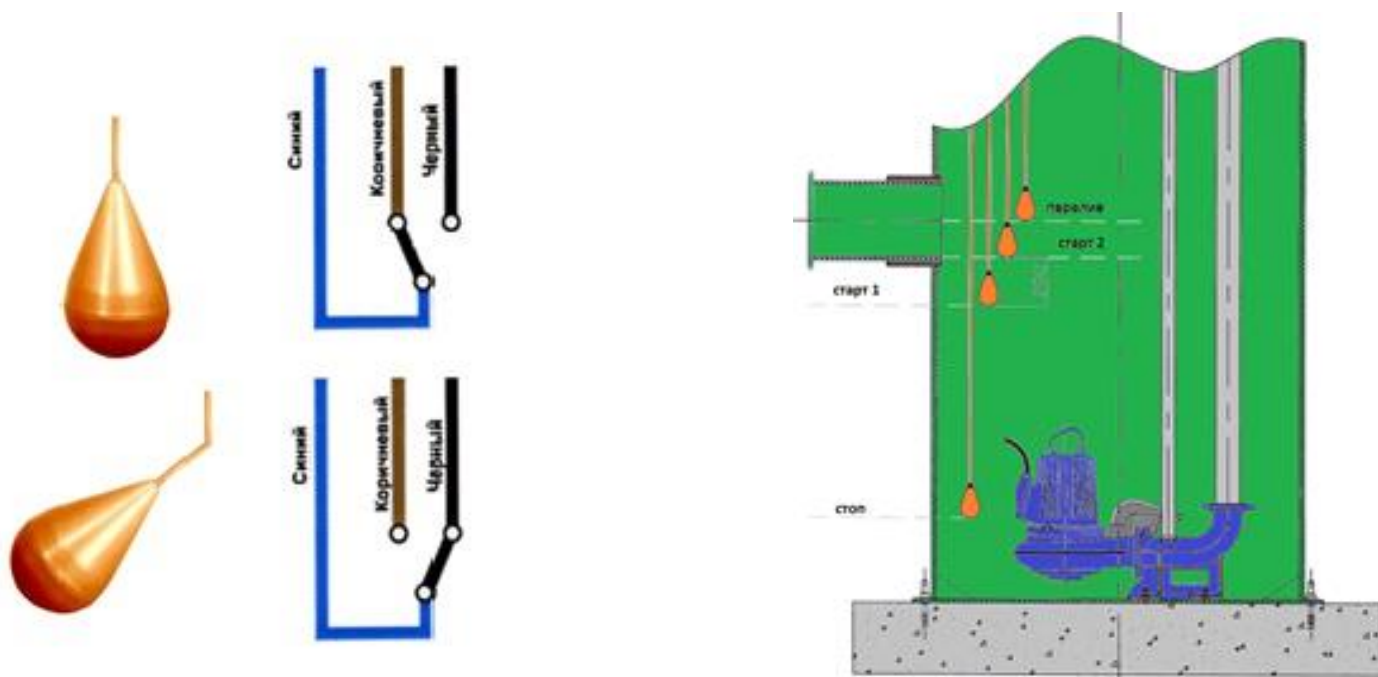 Синий
Коричневый
Черный
Синий
Коричневый
Черный
перелив
старт 2
старт 1
стоп